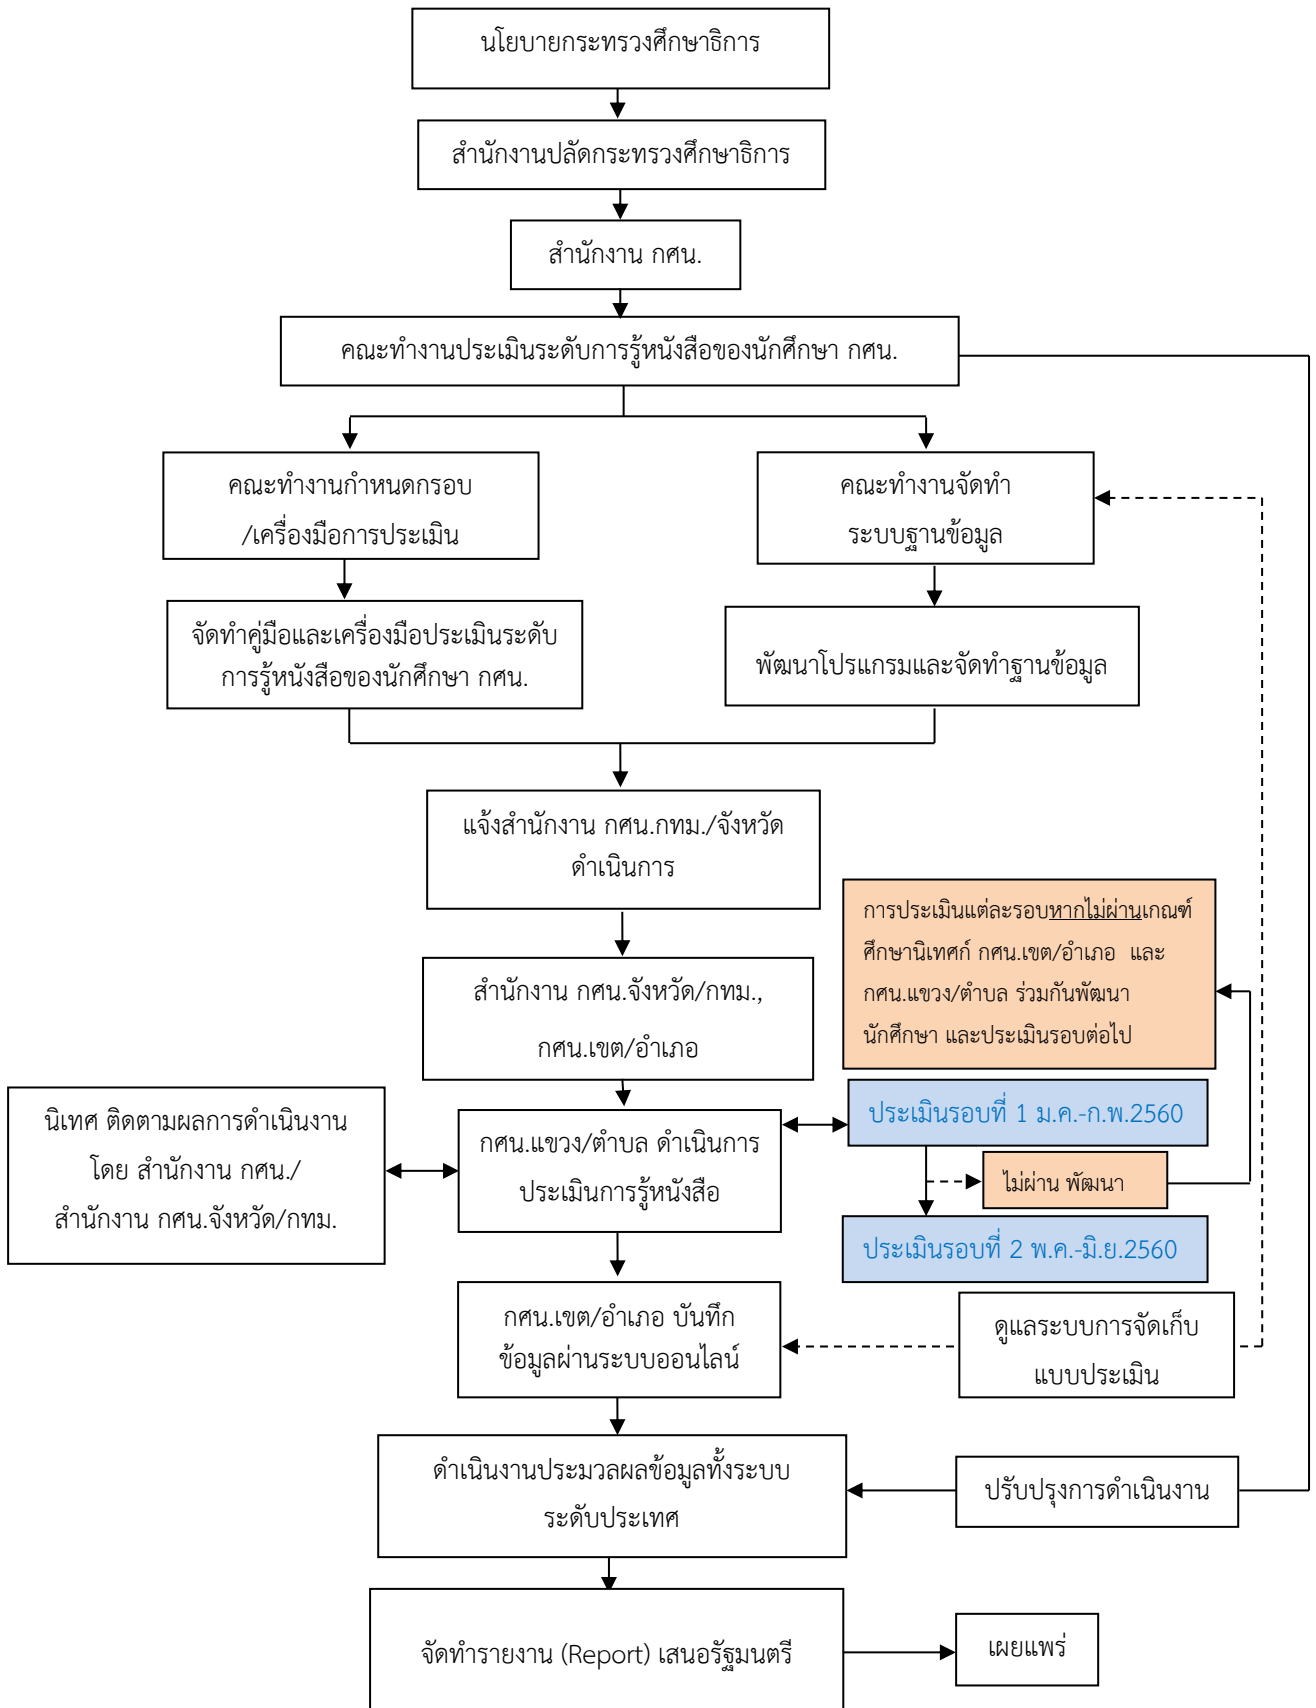 นโยบายกระทรวงศึกษาธิการ
สำนักงานปลัดกระทรวงศึกษาธิการ
สำนักงาน กศน.
คณะทำงานประเมินระดับการรู้หนังสือของนักศึกษา กศน.
คณะทำงานกำหนดกรอบ
/เครื่องมือการประเมิน
คณะทำงานจัดทำ
ระบบฐานข้อมูล
จัดทำคู่มือและเครื่องมือประเมินระดับ
การรู้หนังสือของนักศึกษา กศน.
พัฒนาโปรแกรมและจัดทำฐานข้อมูล
แจ้งสำนักงาน กศน.กทม./จังหวัด
ดำเนินการ
การประเมินแต่ละรอบหากไม่ผ่านเกณฑ์
ศึกษานิเทศก์ กศน.เขต/อำเภอ และ
กศน.แขวง/ตำบล ร่วมกันพัฒนา
นักศึกษา และประเมินรอบต่อไป
สำนักงาน กศน.จังหวัด/กทม.,
กศน.เขต/อำเภอ
นิเทศ ติดตามผลการดำเนินงาน
โดย สำนักงาน กศน./
สำนักงาน กศน.จังหวัด/กทม.
กศน.แขวง/ตำบล ดำเนินการ
ประเมินการรู้หนังสือ
ประเมินรอบที่ 1 ม.ค.-ก.พ.2560
ไม่ผ่าน พัฒนา
ประเมินรอบที่ 2 พ.ค.-มิ.ย.2560
กศน.เขต/อำเภอ บันทึก
ข้อมูลผ่านระบบออนไลน์
ดูแลระบบการจัดเก็บ
แบบประเมิน
ดำเนินงานประมวลผลข้อมูลทั้งระบบ
ระดับประเทศ
ปรับปรุงการดำเนินงาน
จัดทำรายงาน (Report) เสนอรัฐมนตรี
เผยแพร่